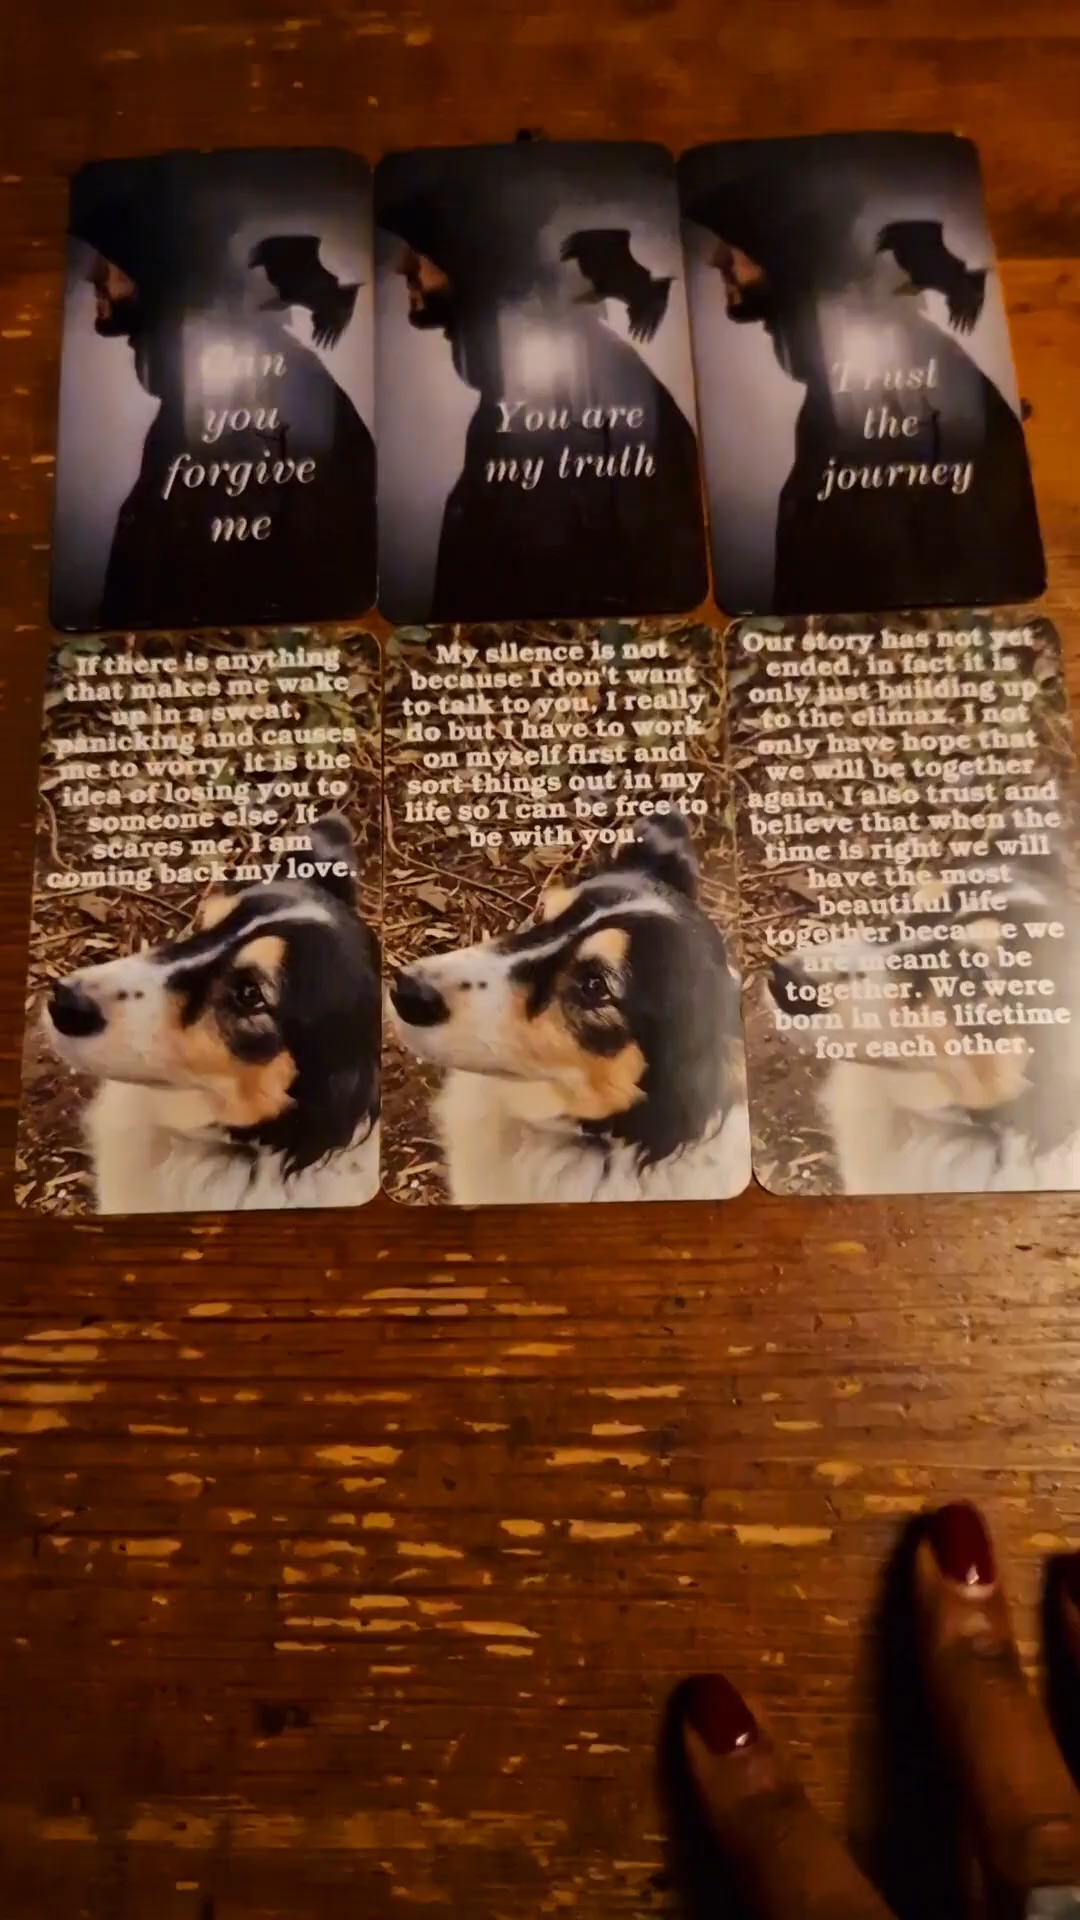 Can
you
forgive
me
You are
my truth
Trust
the
journey
If there is anything
that makes me wake
up in a sweat,
panicking and causes
me to worry, it is the
idea of losing you to
someone else. It
scares me. I am
coming back my love.
My silence is not
because I don't want
to talk to you, I really
do but I have to work
on myself first and
sort things out in my
life so I can be free to
be with you.
Our story has not yet
ended, in fact it is
only just building up
to the climax. I not
only have hope that
we will be together
again, I also trust and
believe that when the
time is right we will
have the most
beautiful life
together because we
are meant to be
together. We were
born in this lifetime
for each other.